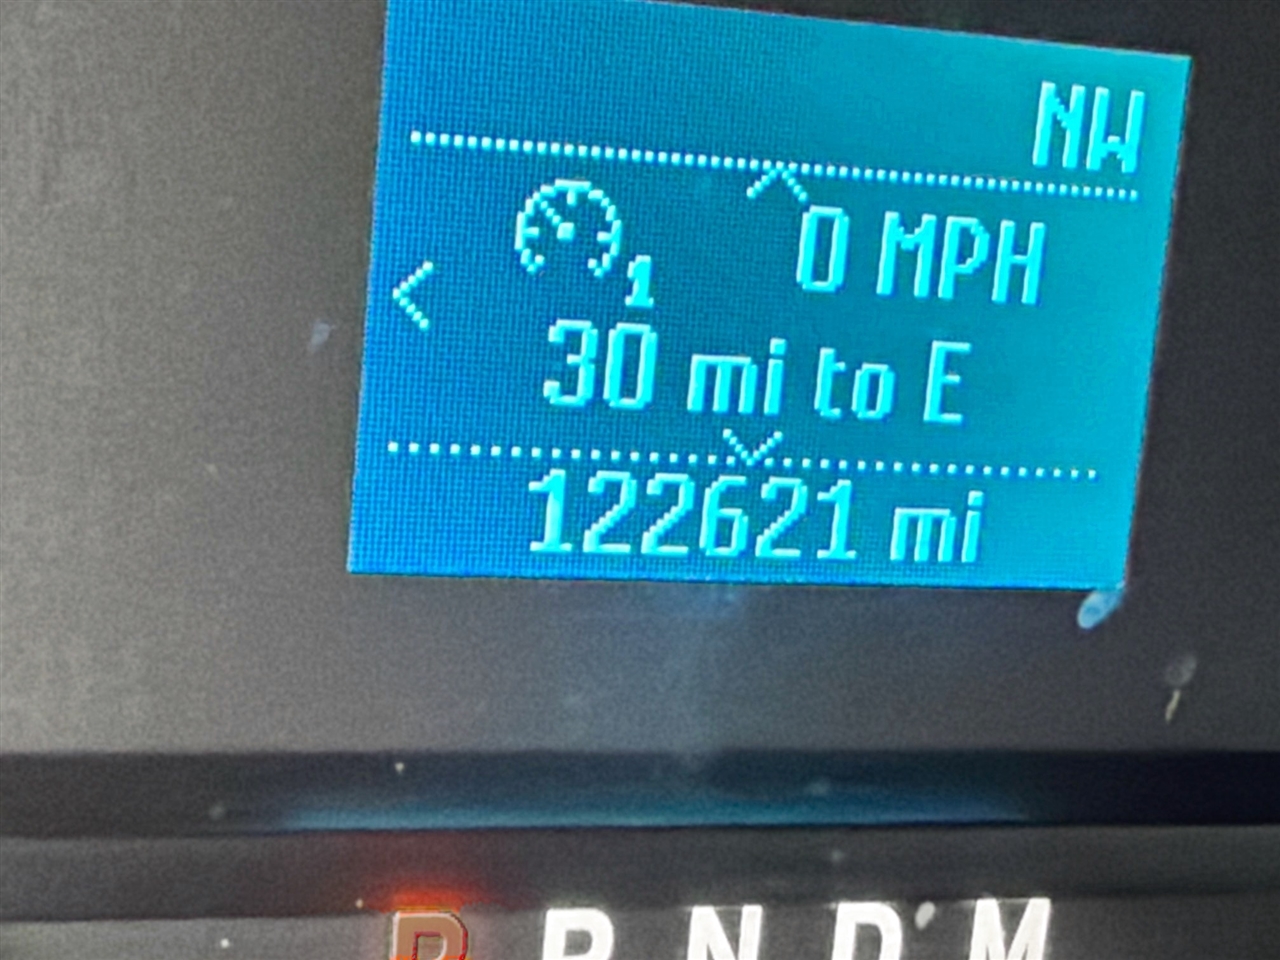 NW
0 MPH
1
30 mi to E
122621 mi
P R N D M